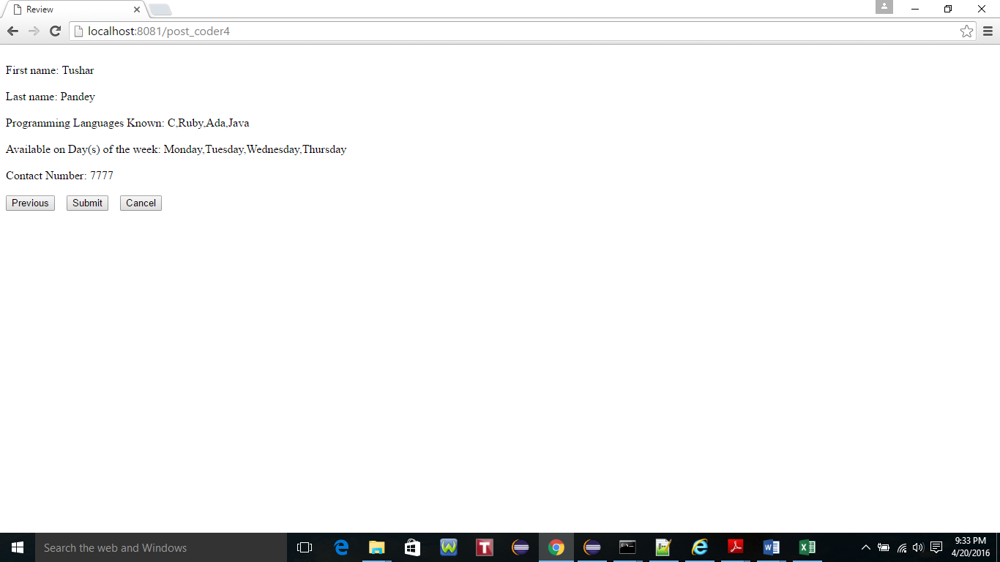 Review
localhost:8081/post_coder4
First name: Tushar
Last name: Pandey
Programming Languages Known: C,Ruby,Ada,Java
Available on Day(s) of the week: Monday,Tuesday,Wednesday,Thursday
Contact Number: 7777
Previous Submit Cancel
Search the web and Windows
9:33 PM
4/20/2016